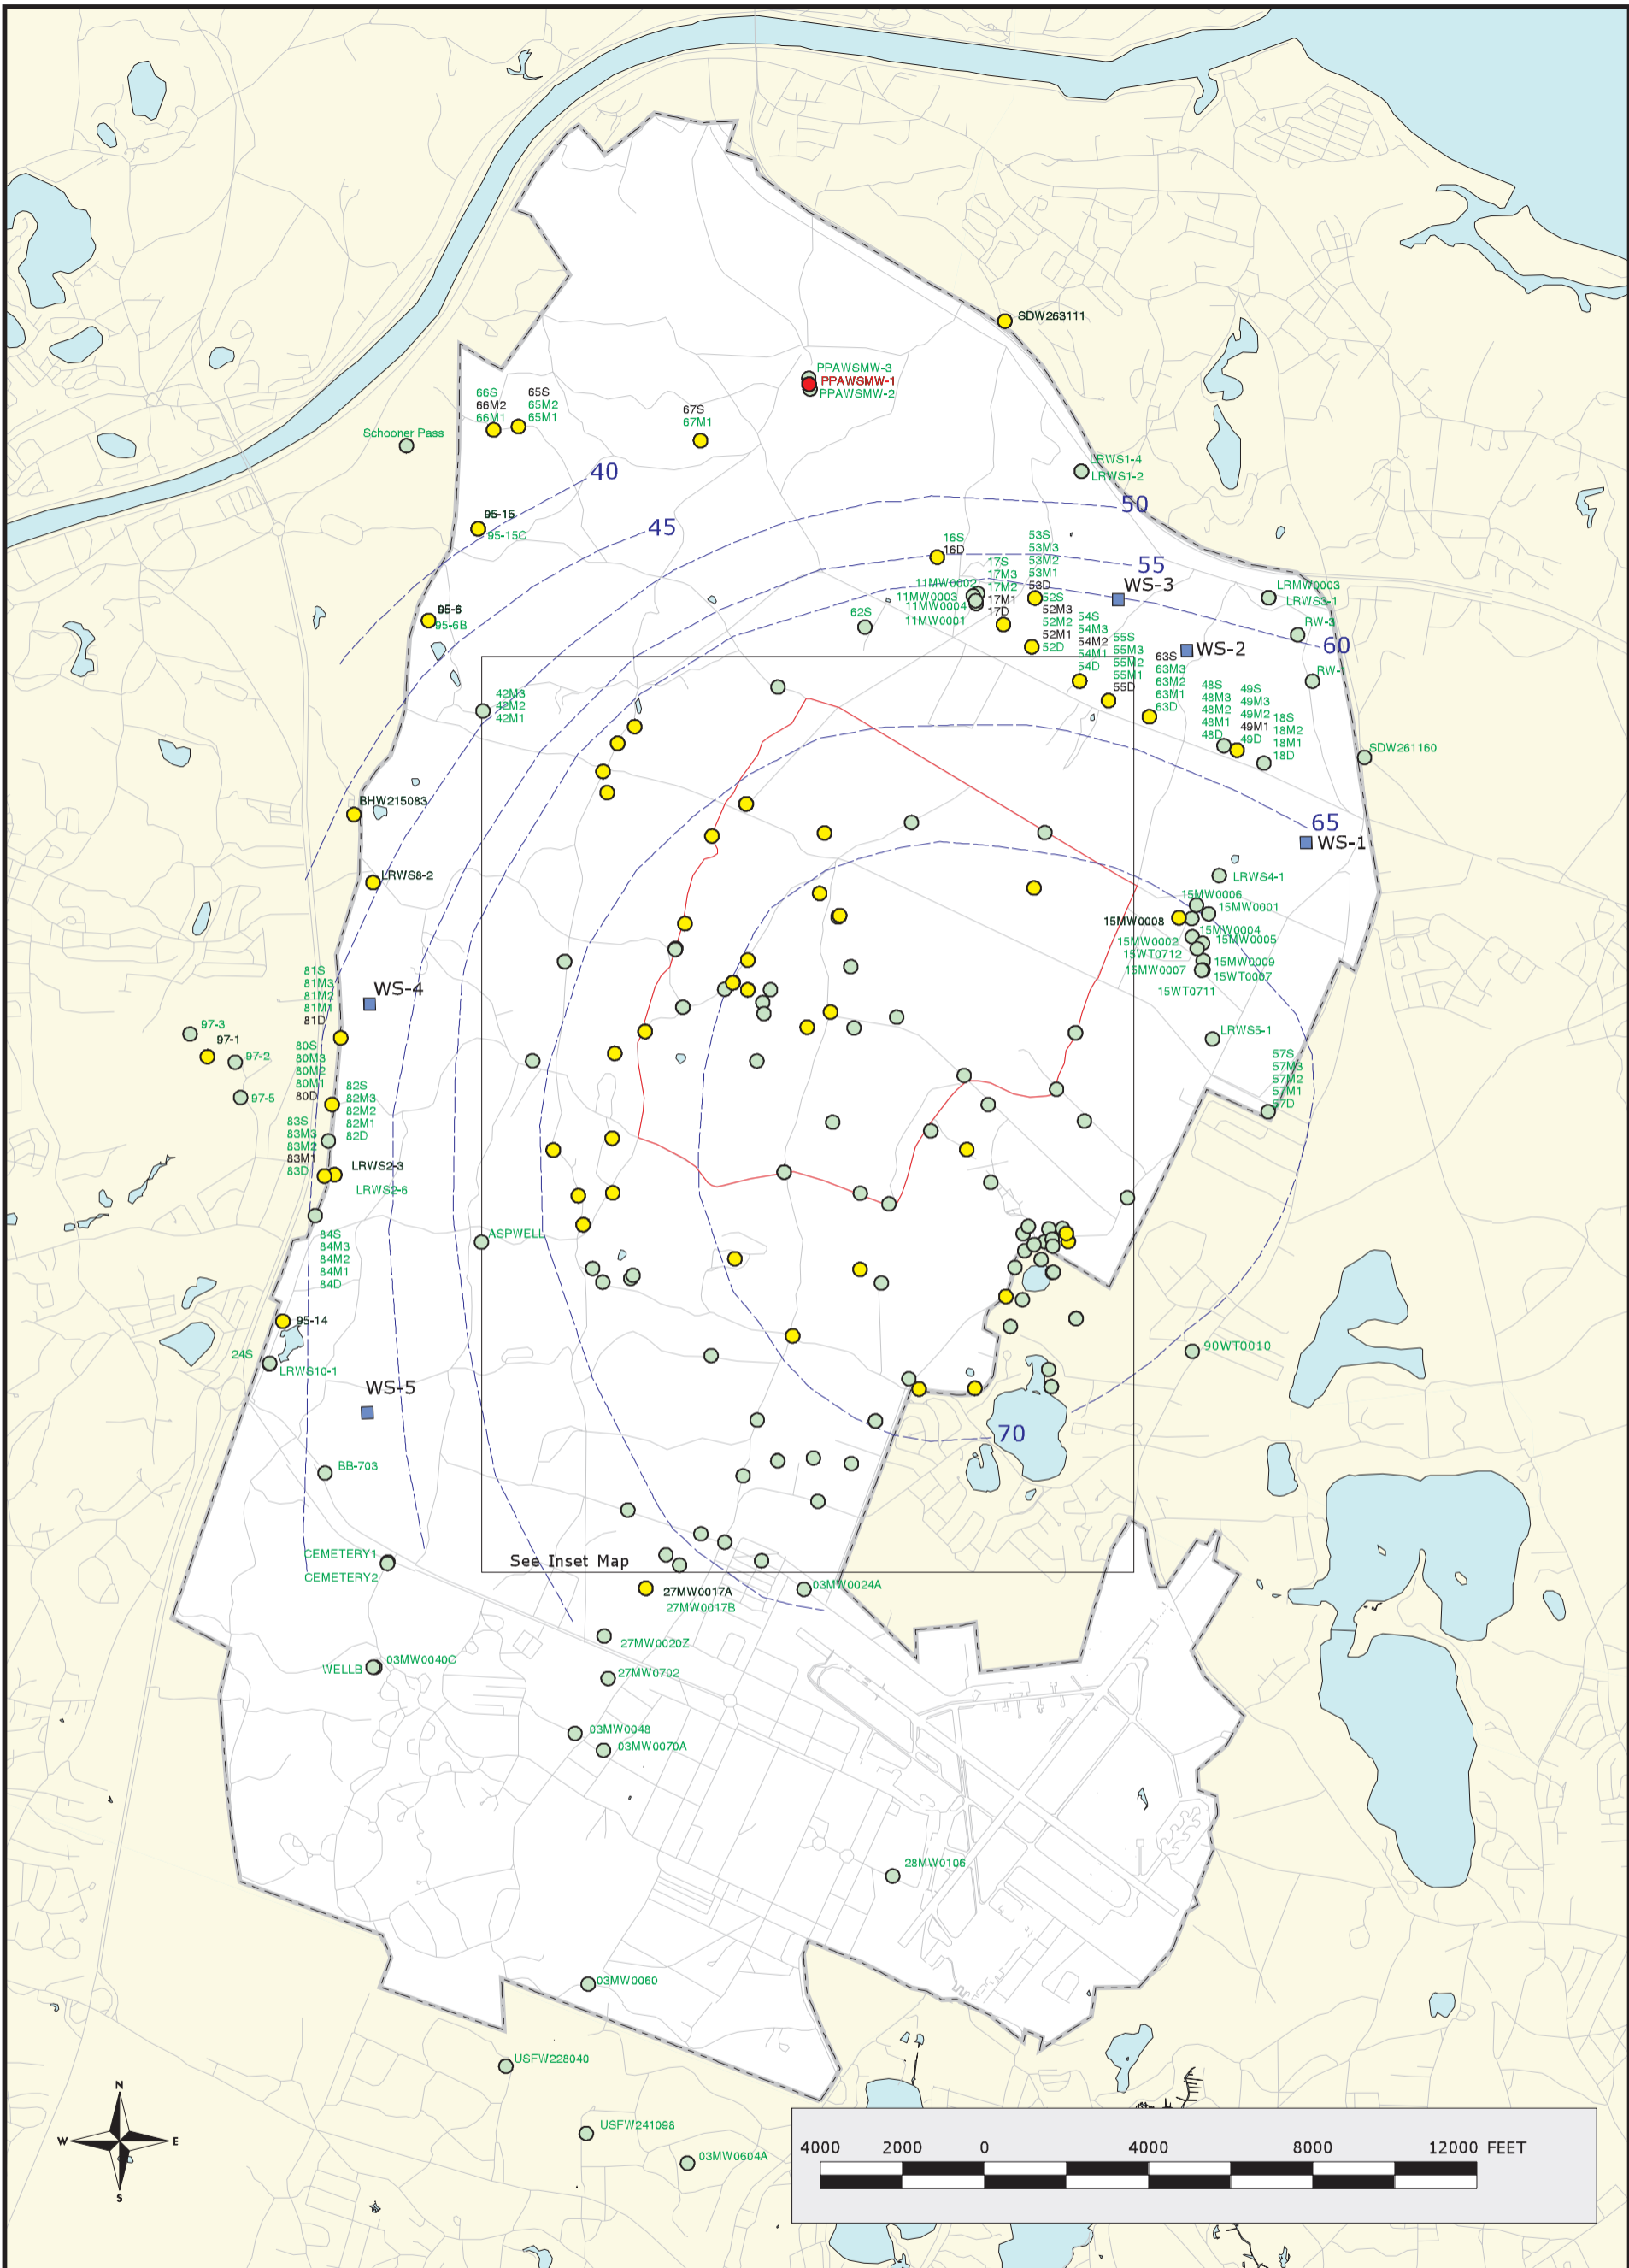 SDW263111
PPAWSMW-3
PPAWSMW-1
PPAWSMW-2
66S
66M2
66M1
65S
65M2
65M1
67S
67M1
Schooner Pass
LRWS1-4
LRWS1-2
40
45
50
55
60
65
70
95-15
95-15C
95-6
95-6B
16S
16D
17S
17M3
17M2
17M1
17D
11MW0002
11MW0003
11MW0004
11MW0001
62S
53S
53M3
53M2
53M1
53D
52S
52M3
52M2
52M1
52D
54S
54M3
54M2
54M1
54D
55S
55M3
55M2
55M1
55D
63S
63M3
63M2
63M1
63D
WS-3
WS-2
LRMW0003
LRWS3-1
RW-3
RW-1
48S
48M3
48M2
48M1
48D
49S
49M3
49M2
49M1
49D
18S
18M2
18M1
18D
SDW261160
42M3
42M2
42M1
BHW215083
LRWS8-2
WS-1
LRWS4-1
15MW0006
15MW0001
15MW0008
15MW0004
15MW0002
15MW0005
15WT0712
15MW0009
15MW0007
15WT0007
15WT0711
LRWS5-1
57S
57M3
57M2
57M1
57D
81S
81M3
81M2
81M1
81D
WS-4
97-3
97-1
97-2
97-5
80S
80M3
80M2
80M1
80D
82S
82M3
82M2
82M1
82D
83S
83M3
83M2
83M1
83D
LRWS2-3
LRWS2-6
84S
84M3
84M2
84M1
84D
ASPWELL
95-14
24S
LRWS10-1
WS-5
90WT0010
BB-703
See Inset Map
CEMETERY1
CEMETERY2
27MW0017A
27MW0017B
03MW0024A
27MW0020Z
27MW0702
WELLB
03MW0040C
03MW0048
03MW0070A
28MW0106
03MW0060
USFW228040
USFW241098
03MW0604A
N
W E
S
4000 2000 0 4000 8000 12000 FEET